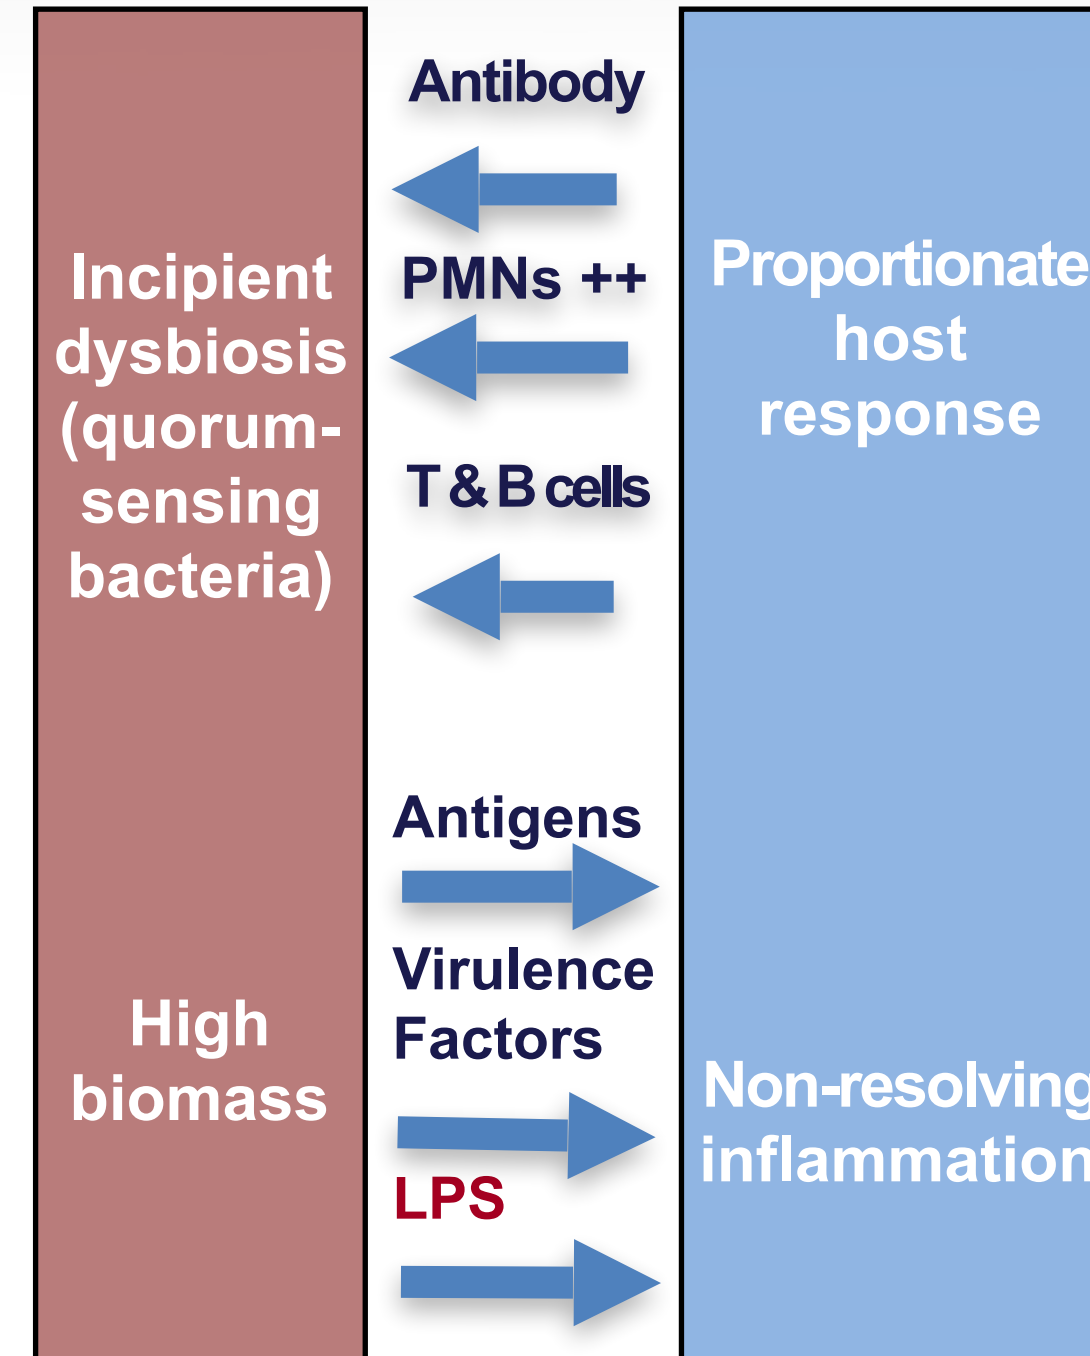 Incipient
dysbiosis
(quorum-
sensing
bacteria)
High
biomass
Antibody
PMNs ++
T & B cells
Antigens
Virulence
Factors
LPS
Proportionate
host
response
Non-resolving
inflammation